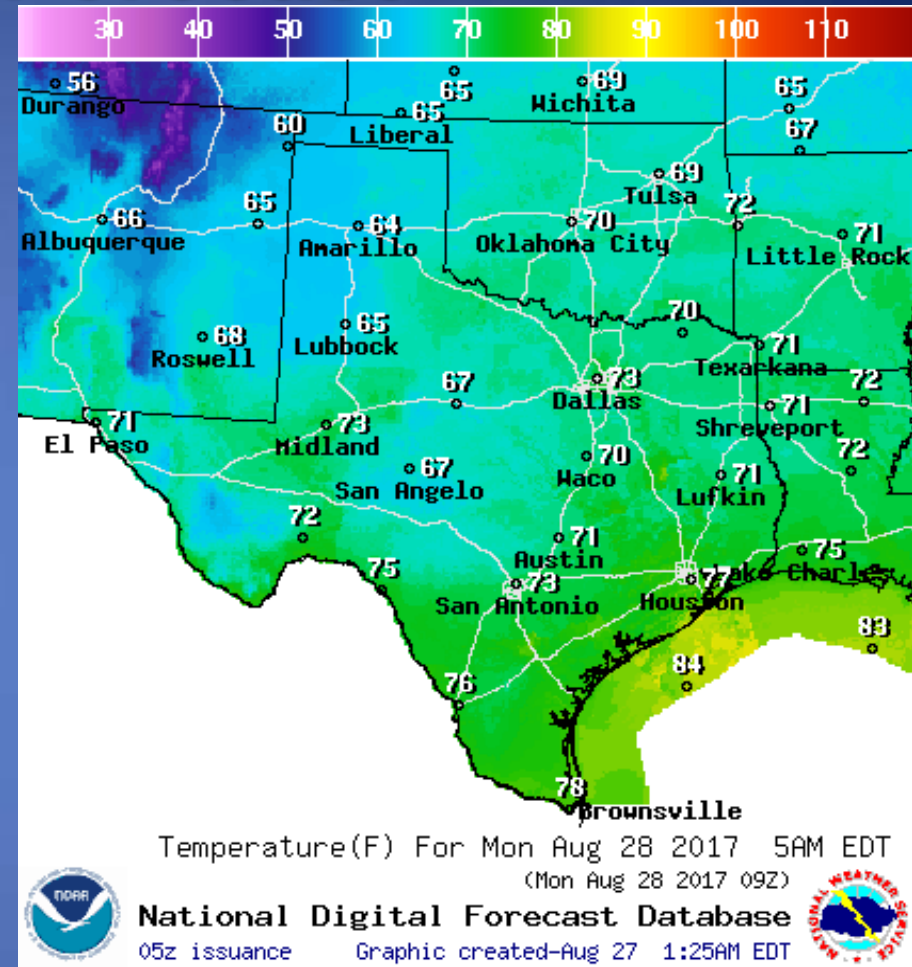 30 40 50 60 70 80 90 100 110
56
Durango
65
Liberal
65
69
Wichita
65
67
60
66
Albuquerque
65
64
Amarillo
70
Oklahoma City
69
Tulsa
72
71
Little Rock
68
Roswell
65
Lubbock
70
71
Texarkana
67
73
Dallas
71
Shreveport
72
71
El Paso
73
Midland
67
San Angelo
70
Waco
71
Lufkin
72
72
71
Austin
75
75
73
San Antonio
77
Houston
84
83
76
78
Brownsville
Temperature(F) For Mon Aug 28 2017 5AM EDT
(Mon Aug 28 2017 09Z)
National Digital Forecast Database
05z issuance Graphic created-Aug 27 1:25AM EDT
NOAA
NATIONAL WEATHER SERVICE